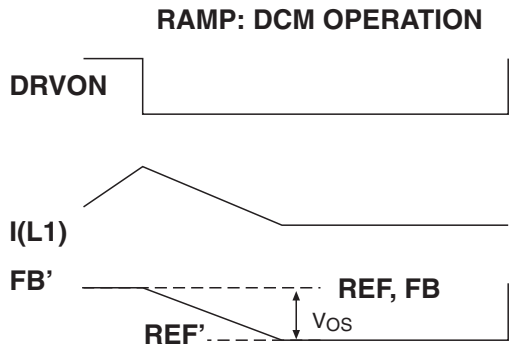 RAMP: DCM OPERATION
DRVON
I(L1)
FB’
REF, FB
VOS
REF’